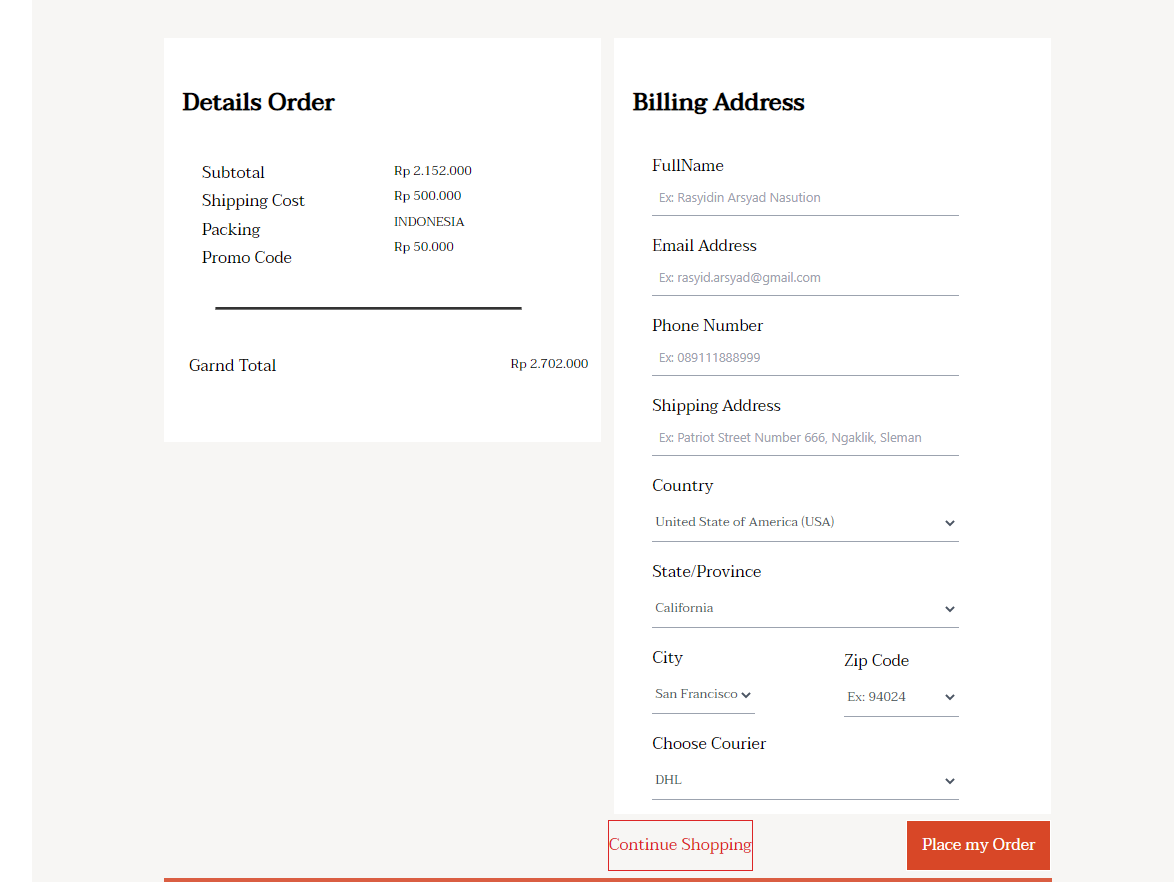 Details Order
Subtotal Rp 2.152.000
Shipping Cost Rp 500.000
Packing INDONESIA
Promo Code Rp 50.000
Garnd Total Rp 2.702.000
Billing Address
FullName
Ex: Rasyidin Arsyad Nasution
Email Address
Ex: rasyid.arsyad@gmail.com
Phone Number
Ex: 089111888999
Shipping Address
Ex: Patriot Street Number 666, Ngaklik, Sleman
Country
United State of America (USA)
State/Province
California
City Zip Code
San Francisco Ex: 94024
Choose Courier
DHL
Continue Shopping Place my Order